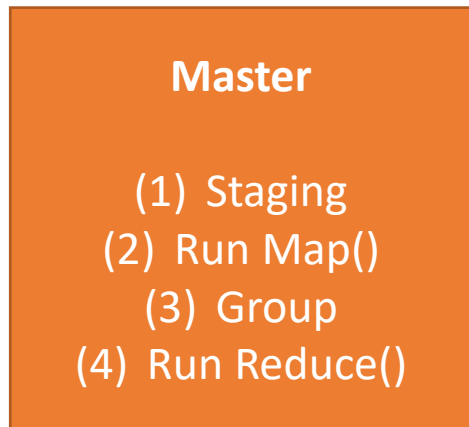 Master
(1) Staging
(2) Run Map()
(3) Group
(4) Run Reduce()